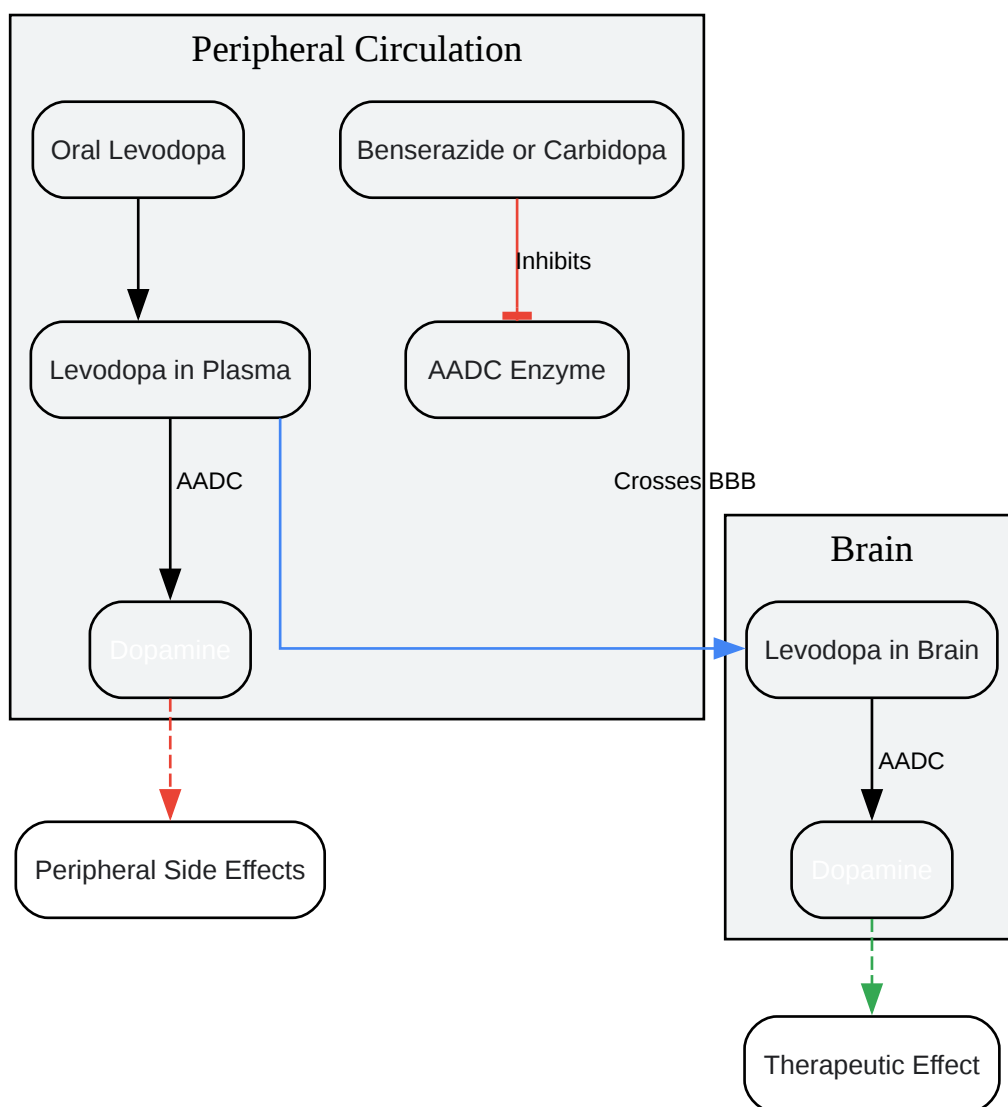 Peripheral Circulation
Oral Levodopa
Benserazide or Carbidopa
Inhibits
Levodopa in Plasma
AADC Enzyme
AADC
Crosses BBB
Brain
Dopamine
Levodopa in Brain
AADC
Peripheral Side Effects
Dopamine
Therapeutic Effect